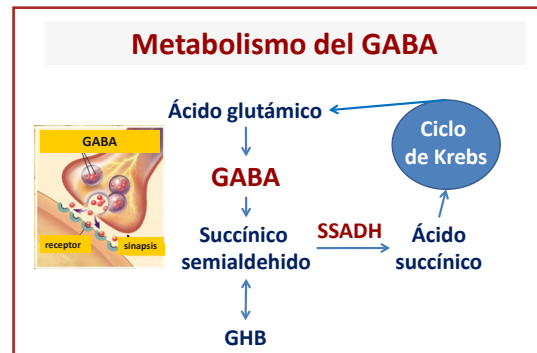 Metabolismo del GABA
Ácido glutámico
Ciclo
de Krebs
GABA
GABA
receptor
sinapsis
Succínico
semialdehido
SSADH
Ácido
succínico
GHB